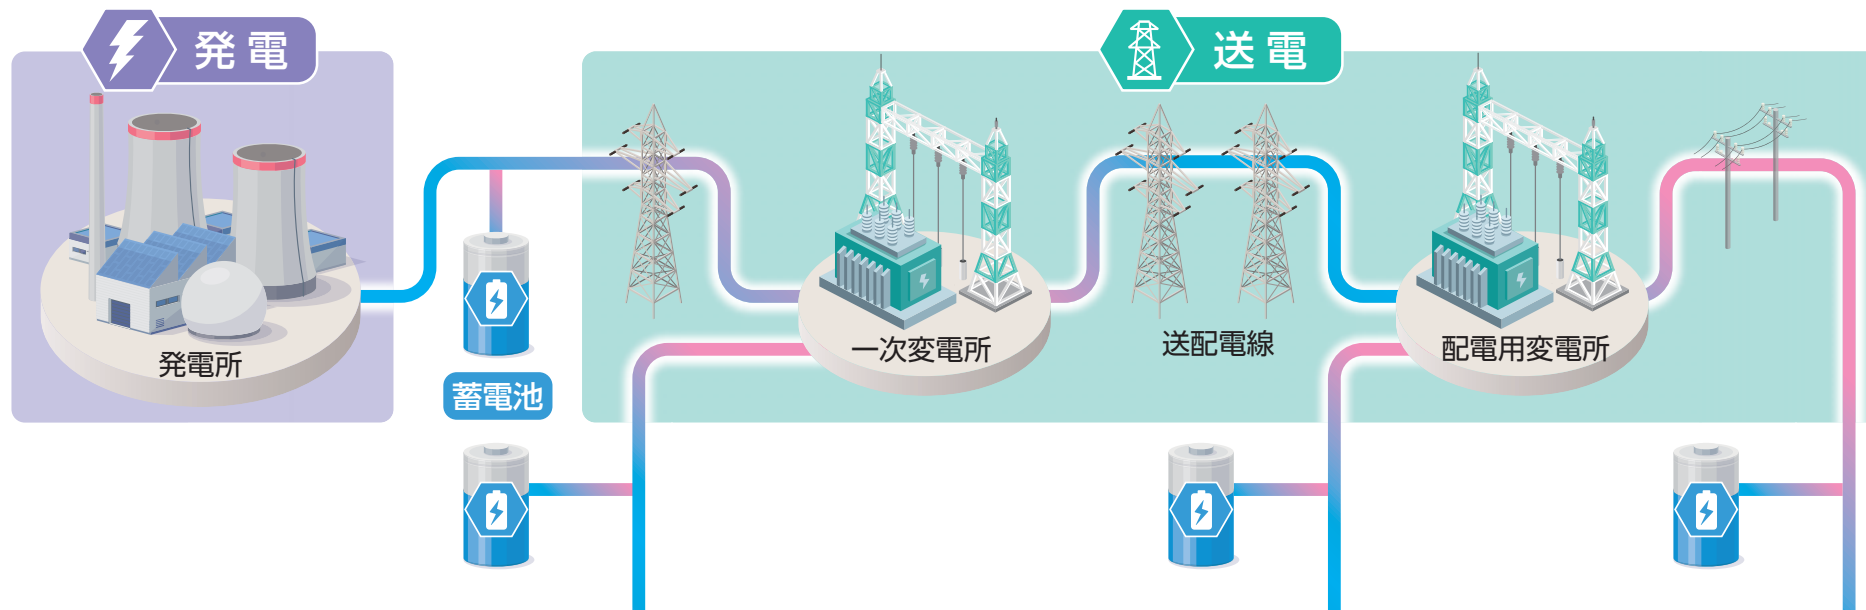 発電
送電
発電所
蓄電池
一次変電所
送配電線
配電用変電所